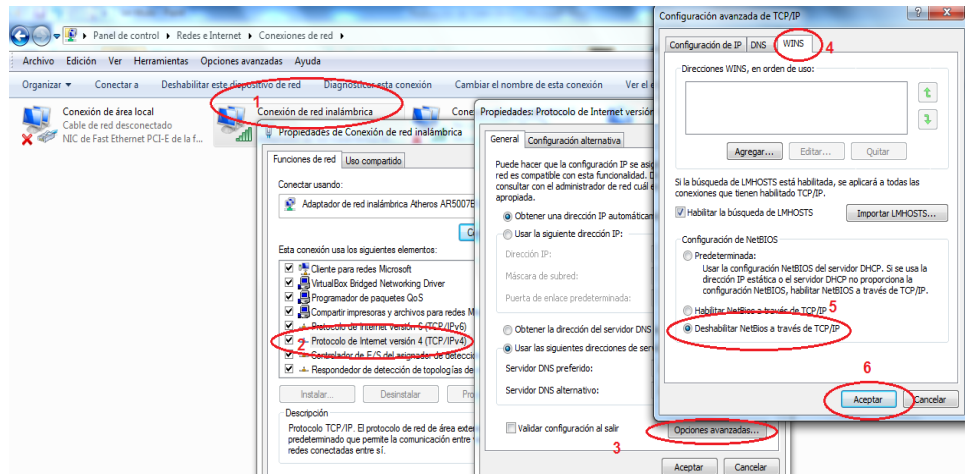 Panel de control ▸ Redes e Internet ▸ Conexiones de red ▸
Archivo Edición Ver Herramientas Opciones avanzadas Ayuda
Organizar Conectar a Deshabilitar este dispositivo de red Diagnosticar esta conexión Cambiar el nombre de esta conexión Ver el e
1
Conexión de área local
Cable de red desconectado
NIC de Fast Ethernet PCI-E de la f...
Conexión de red inalámbrica
Cone
Propiedades de Conexión de red inalámbrica
Funciones de red Uso compartido
Conectar usando:
Adaptador de red inalámbrica Atheros AR5007E
Esta conexión usa los siguientes elementos:
Cliente para redes Microsoft
VirtualBox Bridged Networking Driver
Programador de paquetes QoS
Compartir impresoras y archivos para redes M
Protocolo de Internet versión 6 (TCP/IPv6)
2
Protocolo de Internet versión 4 (TCP/IPv4)
Controlador de E/S del asignador de detecció
Respondedor de detección de topologías de
Instalar... Desinstalar Pro
Descripción
Protocolo TCP/IP. El protocolo de red de área exter
predeterminado que permite la comunicación entre v
redes conectadas entre sí.
Propiedades: Protocolo de Internet versión
General Configuración alternativa
Puede hacer que la configuración IP se asig
red es compatible con esta funcionalidad. D
consultar con el administrador de red cuál e
apropiada.
Obtener una dirección IP automáticam
Usar la siguiente dirección IP:
Dirección IP:
Máscara de subred:
Puerta de enlace predeterminada:
Obtener la dirección del servidor DNS
Usar las siguientes direcciones de serv
Servidor DNS preferido:
Servidor DNS alternativo:
Validar configuración al salir
3
Opciones avanzadas...
Aceptar Cancelar
Configuración avanzada de TCP/IP
Configuración de IP DNS WINS
4
Direcciones WINS, en orden de uso:
Agregar... Editar... Quitar
Si la búsqueda de LMHOSTS está habilitada, se aplicará a todas las
conexiones que tienen habilitado TCP/IP.
Habilitar la búsqueda de LMHOSTS Importar LMHOSTS...
Configuración de NetBIOS
Predeterminada:
Usar la configuración NetBIOS del servidor DHCP. Si se usa la
dirección IP estática o el servidor DHCP no proporciona la
configuración NetBIOS, habilitar NetBIOS a través de TCP/IP.
Habilitar NetBios a través de TCP/IP
5
Deshabilitar NetBios a través de TCP/IP
6
Aceptar Cancelar